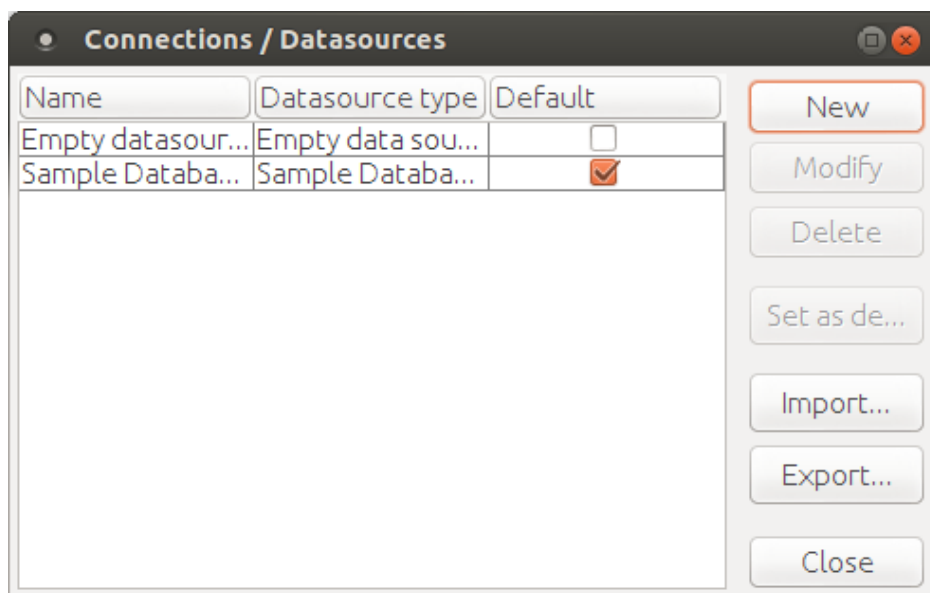 Connections / Datasources
Name Datasource type Default
Empty datasour... Empty data sou...
Sample Databa... Sample Databa...
New
Modify
Delete
Set as de...
Import...
Export...
Close